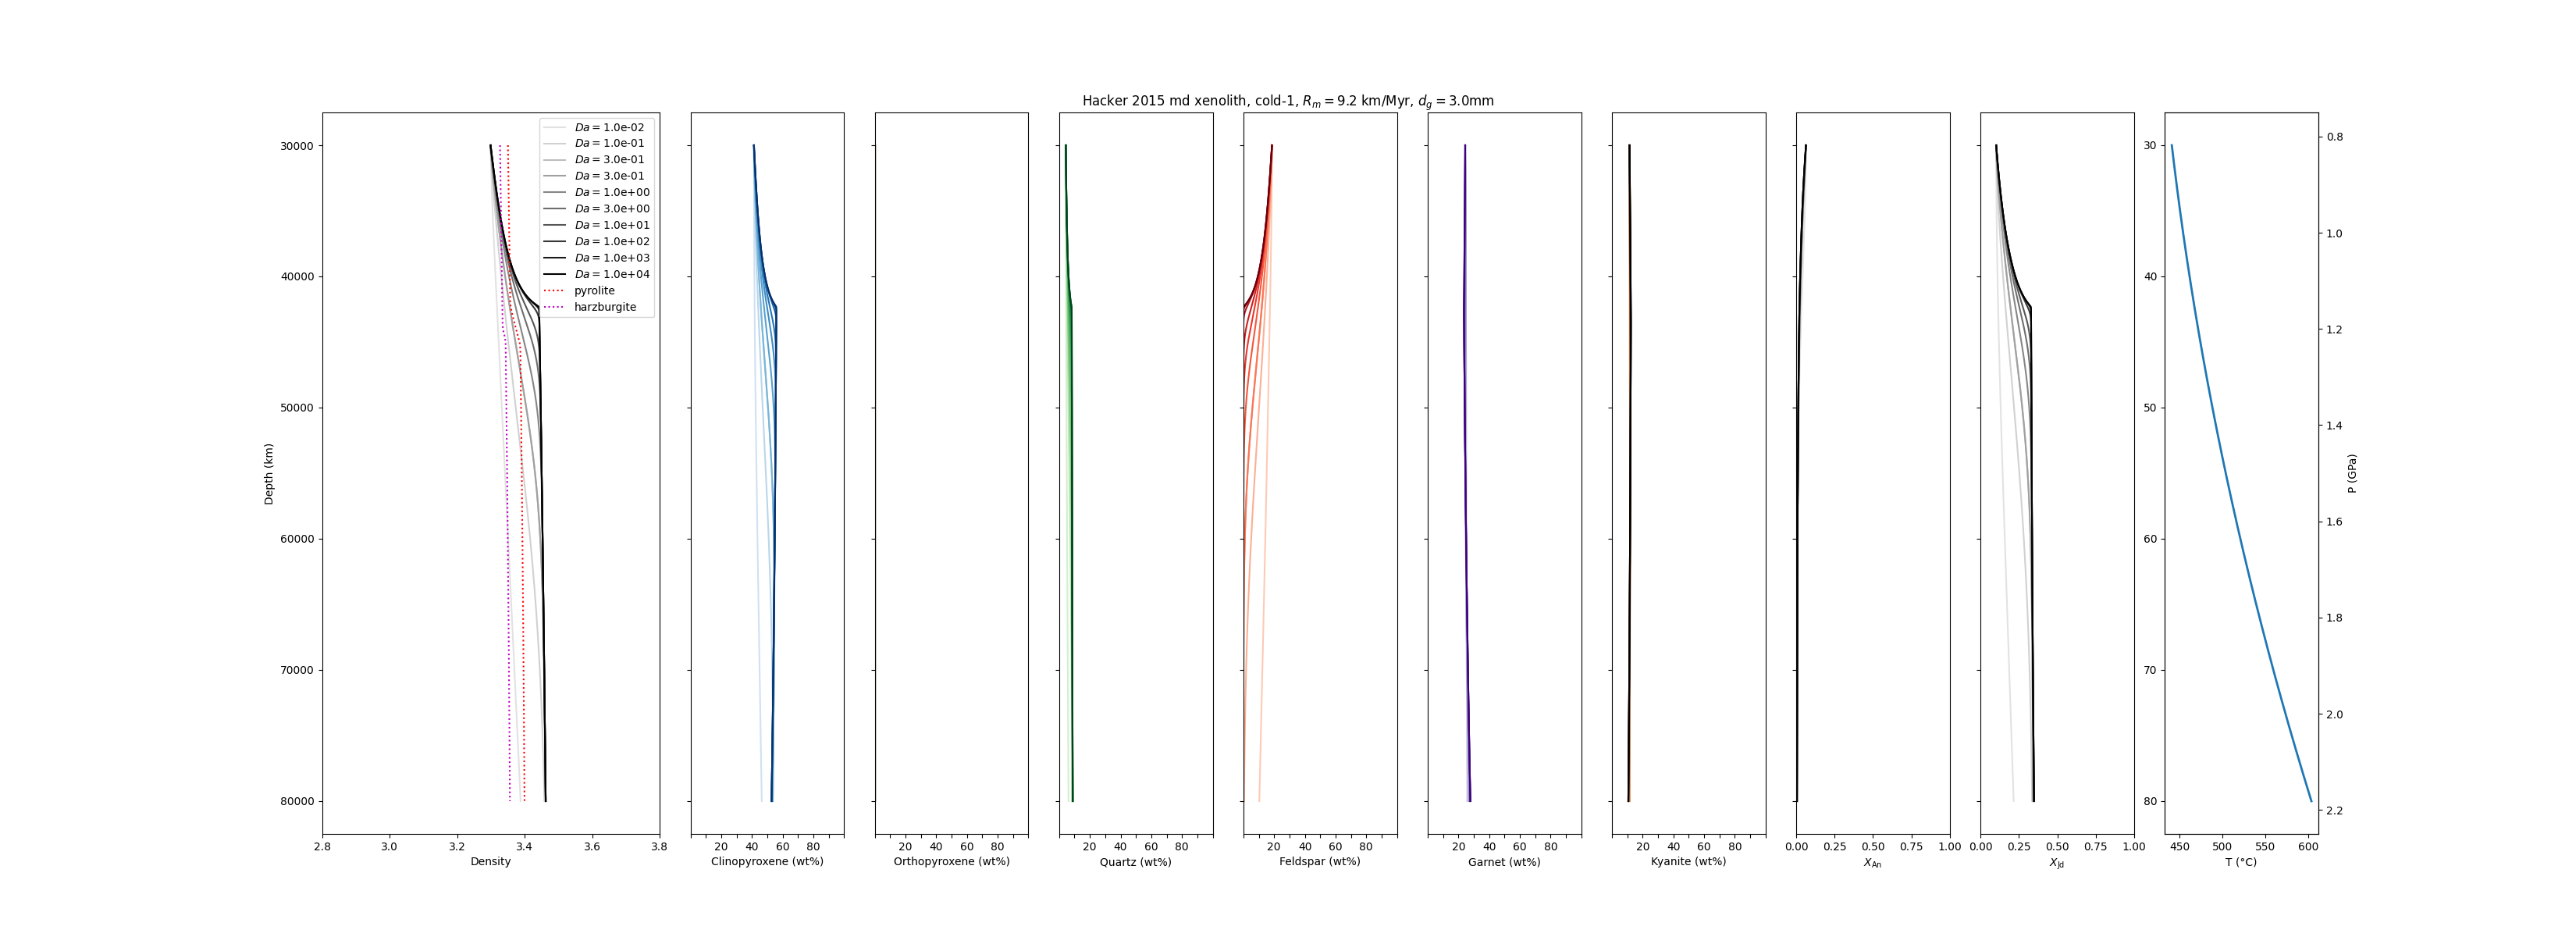 Hacker 2015 md xenolith, cold-1, R_m = 9.2 km/Myr, d_g = 3.0mm
Da = 1.0e-02
Da = 1.0e-01
Da = 3.0e-01
Da = 3.0e-01
Da = 1.0e+00
Da = 3.0e+00
Da = 1.0e+01
Da = 1.0e+02
Da = 1.0e+03
Da = 1.0e+04
pyrolite
harzburgite
Depth (km)
30000
40000
50000
60000
70000
80000
2.8 3.0 3.2 3.4 3.6 3.8
Density
20 40 60 80
Clinopyroxene (wt%)
20 40 60 80
Orthopyroxene (wt%)
20 40 60 80
Quartz (wt%)
20 40 60 80
Feldspar (wt%)
20 40 60 80
Garnet (wt%)
20 40 60 80
Kyanite (wt%)
0.00 0.25 0.50 0.75 1.00
X_An
0.00 0.25 0.50 0.75 1.00
X_Jd
30
40
50
60
70
80
450 500 550 600
T (°C)
0.8
1.0
1.2
1.4
1.6
1.8
2.0
2.2
P (GPa)